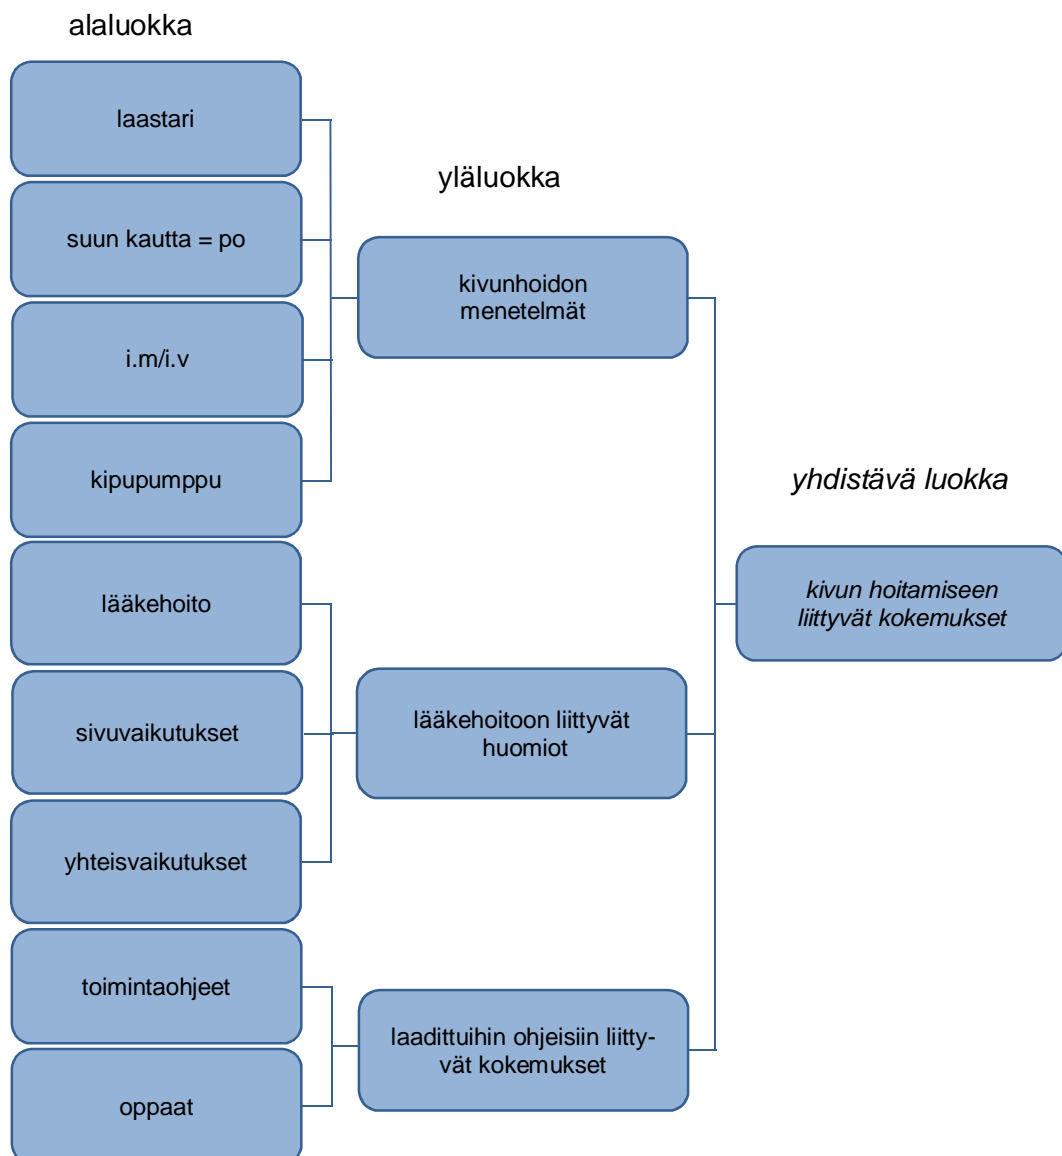 alaluokka
laastari
suun kautta = po
i.m/i.v
kipupumppu
lääkehoito
sivuvaikutukset
yhteisvaikutukset
toimintaohjeet
oppaat
yläluokka
kivunhoidon
menetelmät
lääkehoitoon liittyvät
huomiot
laadittuihin ohjeisiin liitty-
vät kokemukset
yhdistävä luokka
kivun hoitamiseen
liittyvät kokemukset